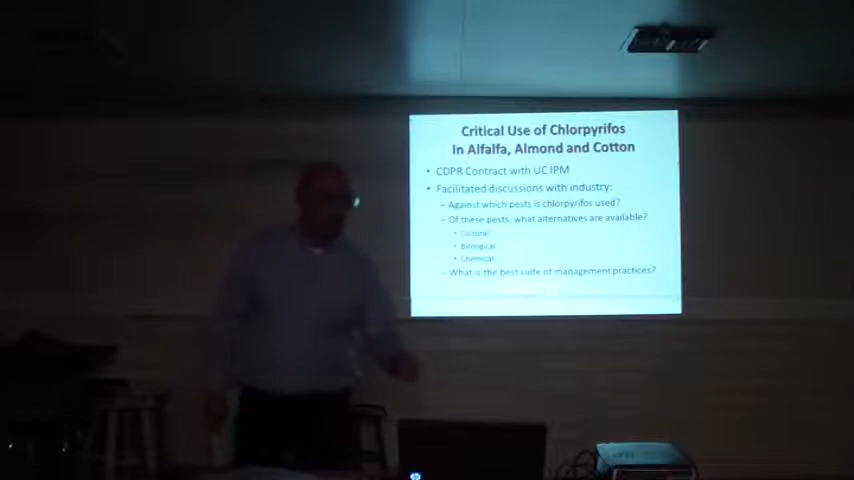 Critical Use of Chlorpyrifos
In Alfalfa, Almond and Cotton
• CDPR Contract with UC IPM
• Facilitated discussions with industry:
– Against which pests is chlorpyrifos used?
– Of these pests, what alternatives are available?
• Cultural
• Biological
• Chemical
– What is the best suite of management practices?
hp